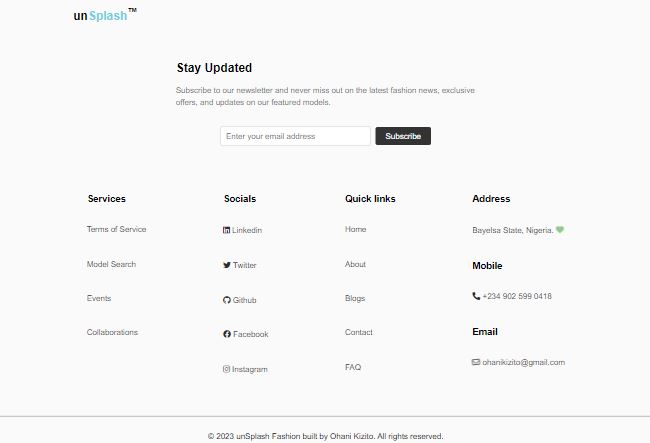 unSplash™
Stay Updated
Subscribe to our newsletter and never miss out on the latest fashion news, exclusive
offers, and updates on our featured models.
Enter your email address
Subscribe
Services
Terms of Service
Model Search
Events
Collaborations
Socials
Linkedin
Twitter
Github
Facebook
Instagram
Quick links
Home
About
Blogs
Contact
FAQ
Address
Bayelsa State, Nigeria. 💚
Mobile
+234 902 599 0418
Email
ohanikizito@gmail.com
© 2023 unSplash Fashion built by Ohani Kizito. All rights reserved.